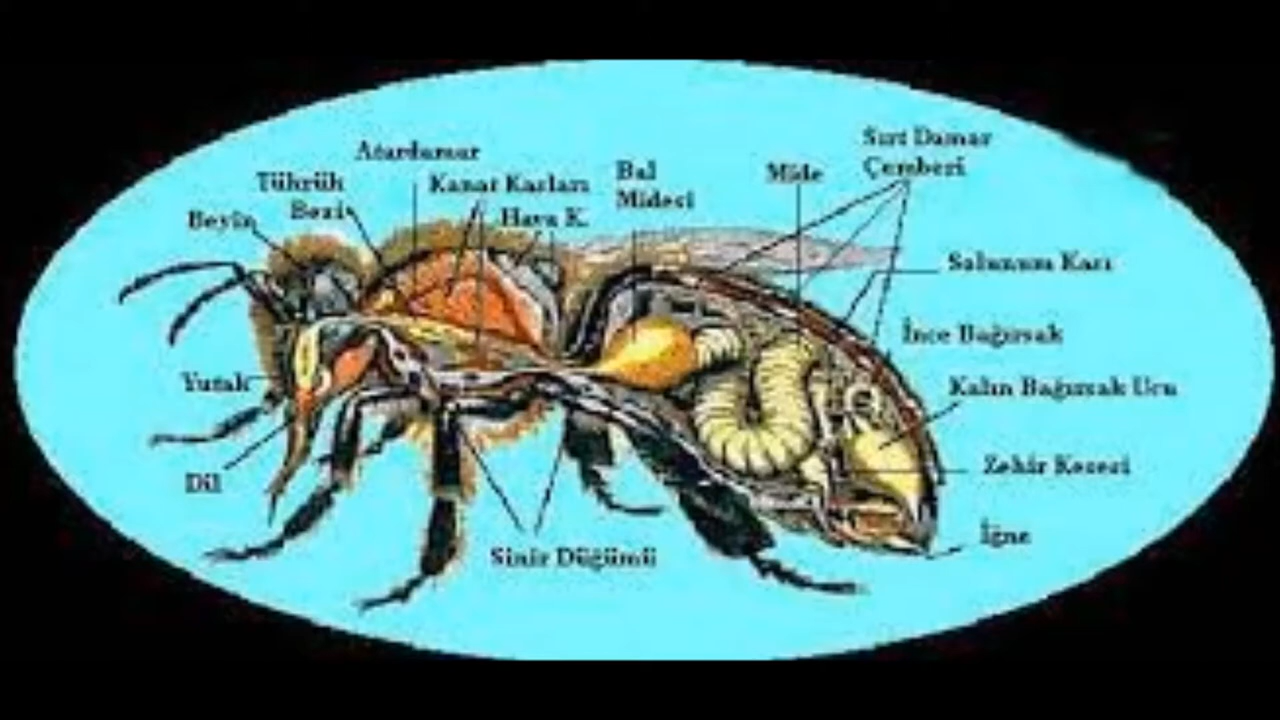 Atardamar
Sırt Damar
Çemberi
Tükrük
Bezi
Kanat Kasları
Bal
Midesi
Mide
Beyin
Hava K.
Solunum
İnce Bağırsak
Yutak
Kalın Bağırsak Ucu
Dil
Zehir Kesesi
Sinir Düğümü
İğne